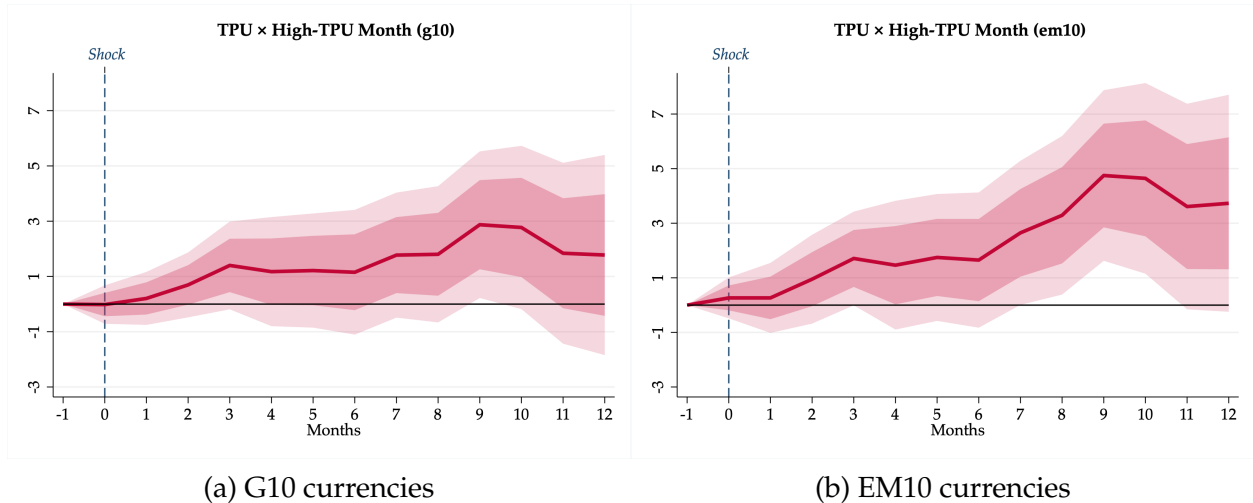 TPU × High-TPU Month (g10)
Shock
7
5
3
1
-1
-3
-1 0 1 2 3 4 5 6 7 8 9 10 11 12
Months
(a) G10 currencies
TPU × High-TPU Month (em10)
Shock
7
5
3
1
-1
-3
-1 0 1 2 3 4 5 6 7 8 9 10 11 12
Months
(b) EM10 currencies